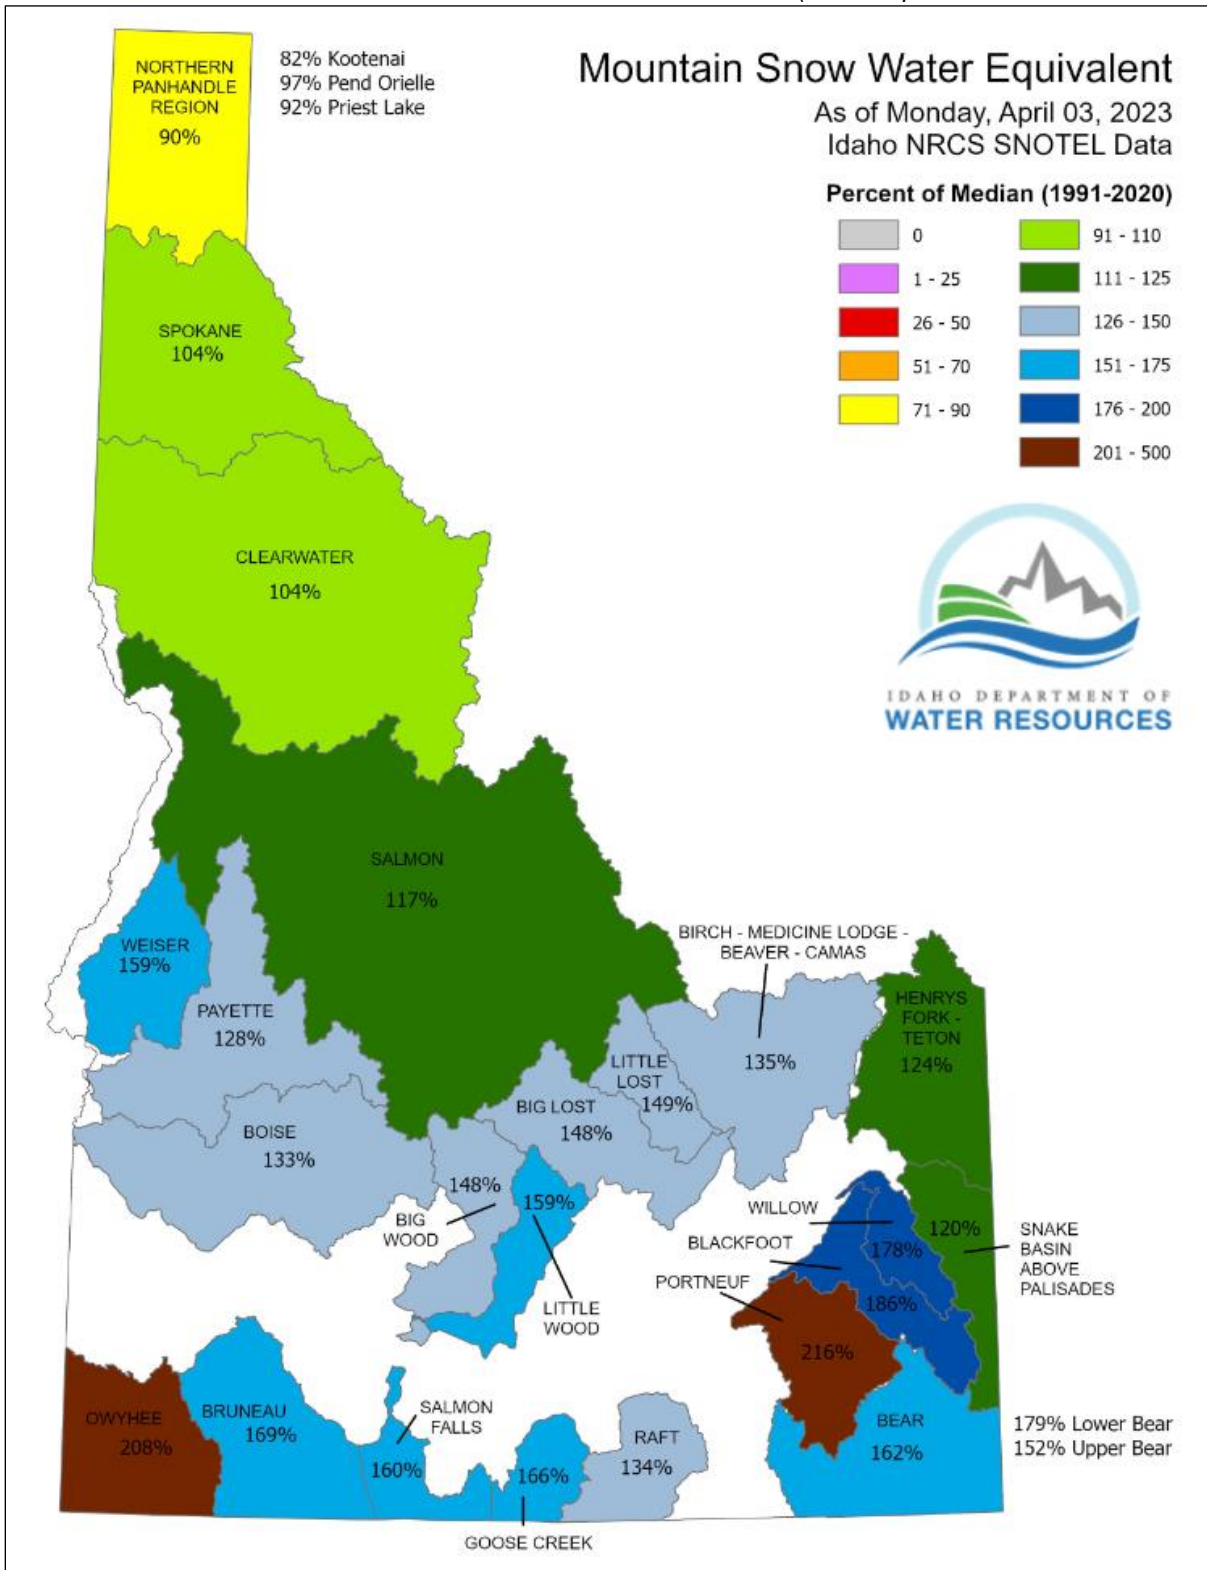 Mountain Snow Water Equivalent
As of Monday, April 03, 2023
Idaho NRCS SNOTEL Data
Percent of Median (1991-2020)
0
1 - 25
26 - 50
51 - 70
71 - 90
91 - 110
111 - 125
126 - 150
151 - 175
176 - 200
201 - 500
IDAHO DEPARTMENT OF
WATER RESOURCES
NORTHERN
PANHANDLE
REGION
90%
82% Kootenai
97% Pend Orielle
92% Priest Lake
SPOKANE
104%
CLEARWATER
104%
SALMON
117%
WEISER
159%
PAYETTE
128%
BOISE
133%
BIRCH - MEDICINE LODGE -
BEAVER - CAMAS
135%
HENRYS
FORK -
TETON
124%
LITTLE
LOST
149%
BIG LOST
148%
148%
BIG
WOOD
159%
LITTLE
WOOD
WILLOW
178%
BLACKFOOT
186%
PORTNEUF
216%
120%
SNAKE
BASIN
ABOVE
PALISADES
OWYHEE
208%
BRUNEAU
169%
SALMON
FALLS
160%
166%
GOOSE CREEK
RAFT
134%
BEAR
162%
179% Lower Bear
152% Upper Bear